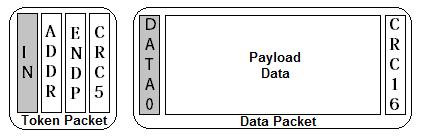 IN
ADDR
ENDP
CRC5
Token Packet
DATA0
Payload
Data
CRC16
Data Packet